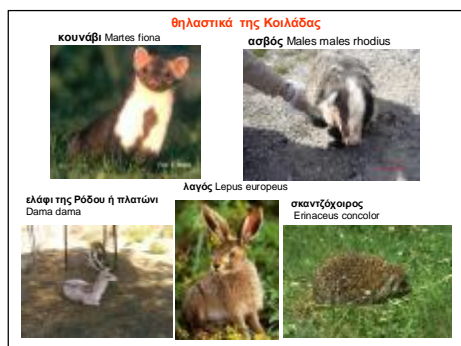 θηλαστικά της Κοιλάδας
κουνάβι Martes fiona
ασβός Males males rhodius
λαγός Lepus europeus
ελάφι της Ρόδου ή πλατώνι
Dama dama
σκαντζόχοιρος
Erinaceus concolor